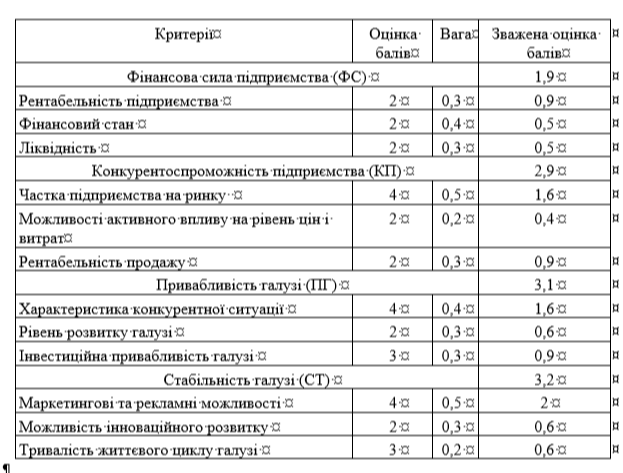 Критерії Оцінка Вага Зважена оцінка
балів балів
Фінансова сила підприємства (ФС) 1,9
Рентабельність підприємства 2 0,3 0,9
Фінансовий стан 2 0,4 0,5
Ліквідність 2 0,3 0,5
Конкурентоспроможність підприємства (КП) 2,9
Частка підприємства на ринку 4 0,5 1,6
Можливості активного впливу на рівень цін і 2 0,2 0,4
витрат
Рентабельність продажу 2 0,3 0,9
Привабливість галузі (ПГ) 3,1
Характеристика конкурентної ситуації 4 0,4 1,6
Рівень розвитку галузі 2 0,3 0,6
Інвестиційна привабливість галузі 3 0,3 0,9
Стабільність галузі (СТ) 3,2
Маркетингові та рекламні можливості 4 0,5 2
Можливість інноваційного розвитку 2 0,3 0,6
Тривалість життєвого циклу галузі 3 0,2 0,6